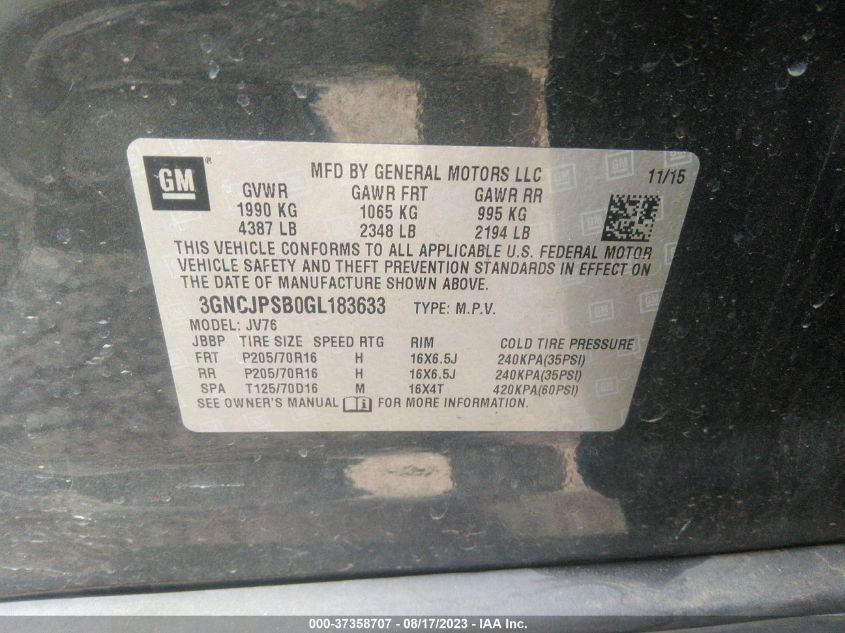 GM ®
MFD BY GENERAL MOTORS LLC 11/15
GVWR GAWR FRT GAWR RR
1990 KG 1065 KG 995 KG
4387 LB 2348 LB 2194 LB
THIS VEHICLE CONFORMS TO ALL APPLICABLE U.S. FEDERAL MOTOR
VEHICLE SAFETY AND THEFT PREVENTION STANDARDS IN EFFECT ON
THE DATE OF MANUFACTURE SHOWN ABOVE.
3GNCJPSB0GL183633 TYPE: M.P.V.
MODEL: JV76
JBBP TIRE SIZE SPEED RTG RIM COLD TIRE PRESSURE
FRT P205/70R16 H 16X6.5J 240KPA(35PSI)
RR P205/70R16 H 16X6.5J 240KPA(35PSI)
SPA T125/70D16 M 16X4T 420KPA(60PSI)
SEE OWNER'S MANUAL FOR MORE INFORMATION.
000-37358707 - 08/17/2023 - IAA Inc.